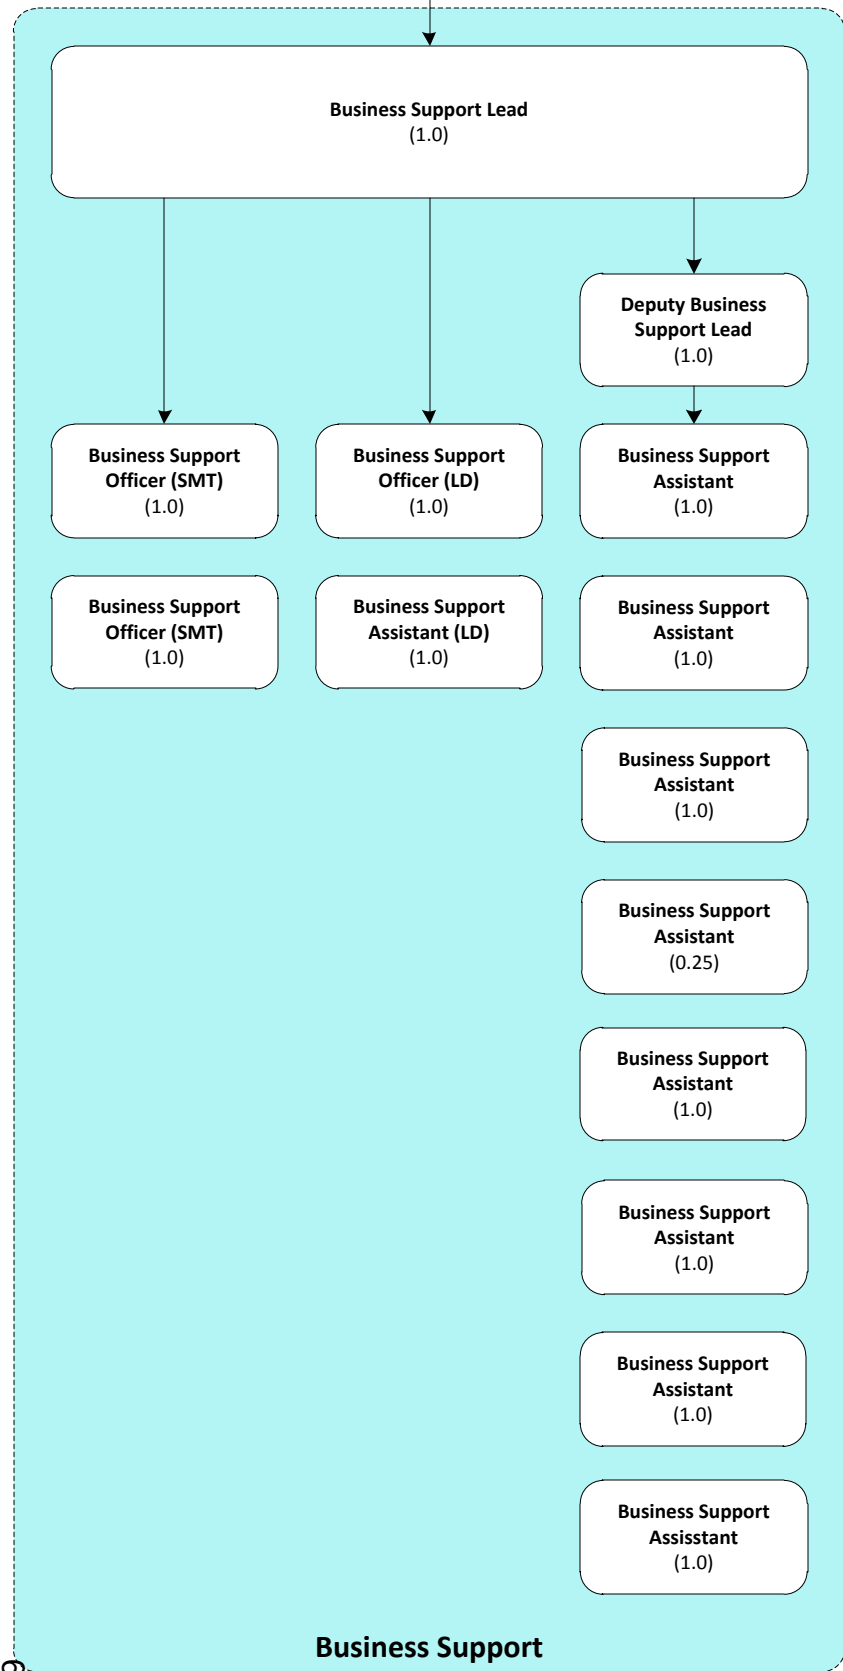 Business Support Lead
(1.0)
Deputy Business
Support Lead
(1.0)
Business Support
Officer (SMT)
(1.0)
Business Support
Officer (LD)
(1.0)
Business Support
Assistant
(1.0)
Business Support
Officer (SMT)
(1.0)
Business Support
Assistant (LD)
(1.0)
Business Support
Assistant
(1.0)
Business Support
Assistant
(1.0)
Business Support
Assistant
(0.25)
Business Support
Assistant
(1.0)
Business Support
Assistant
(1.0)
Business Support
Assistant
(1.0)
Business Support
Assisstant
(1.0)
Business Support